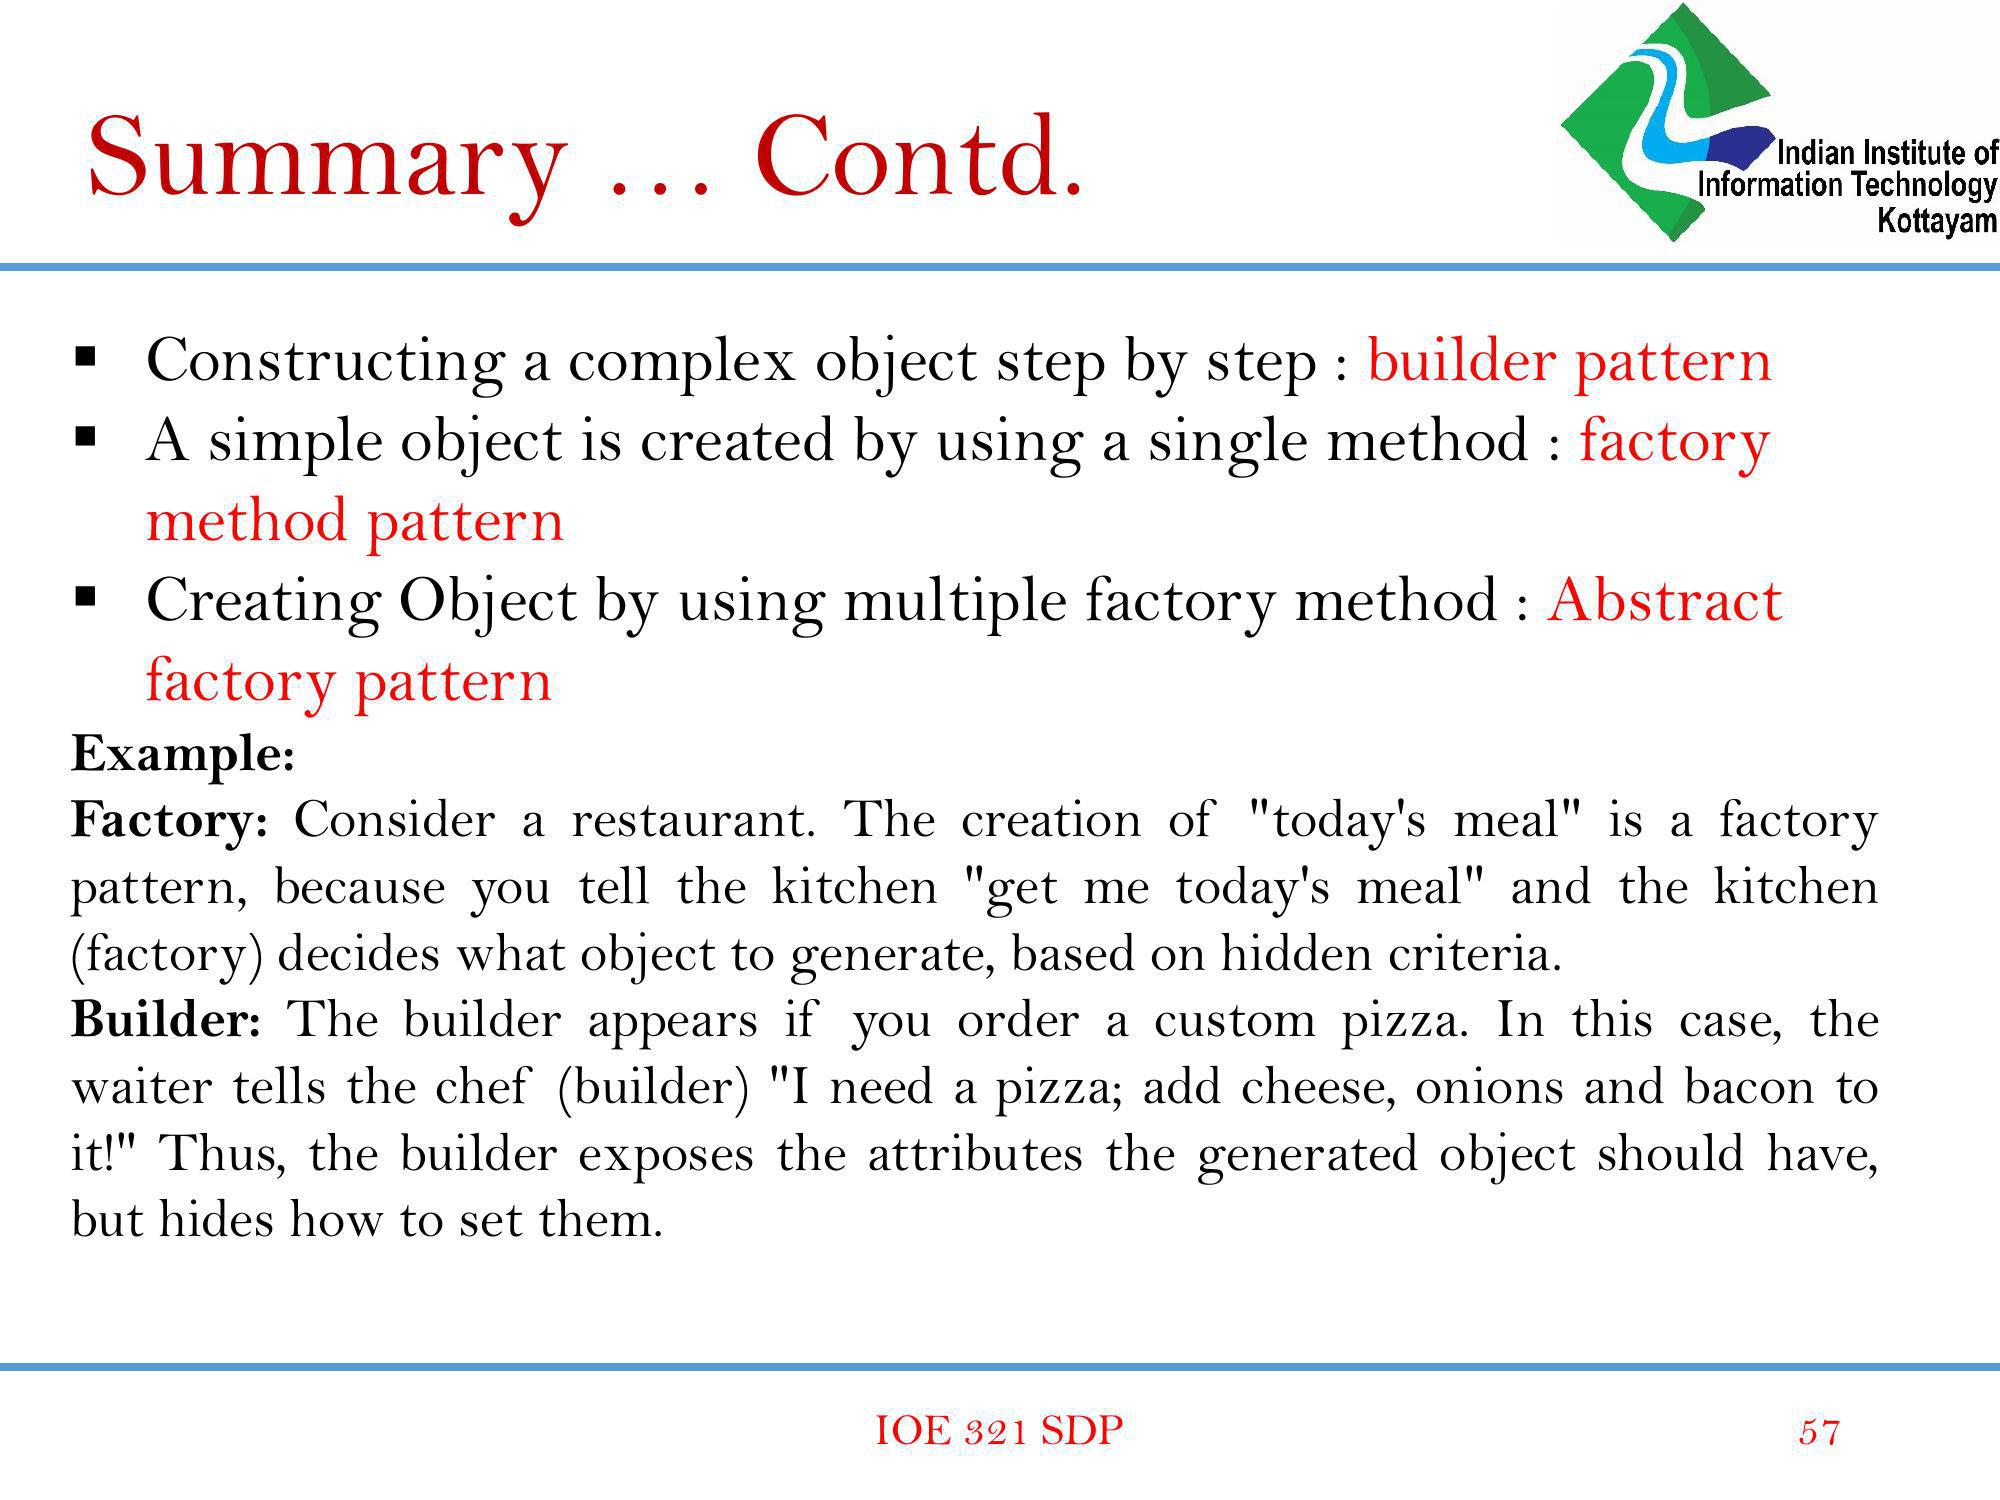 Summary … Contd.
Indian Institute of
Information Technology
Kottayam
▪ Constructing a complex object step by step : builder pattern
▪ A simple object is created by using a single method : factory
method pattern
▪ Creating Object by using multiple factory method : Abstract
factory pattern
Example:
Factory: Consider a restaurant. The creation of "today's meal" is a factory
pattern, because you tell the kitchen "get me today's meal" and the kitchen
(factory) decides what object to generate, based on hidden criteria.
Builder: The builder appears if you order a custom pizza. In this case, the
waiter tells the chef (builder) "I need a pizza; add cheese, onions and bacon to
it!" Thus, the builder exposes the attributes the generated object should have,
but hides how to set them.
IOE 321 SDP
57